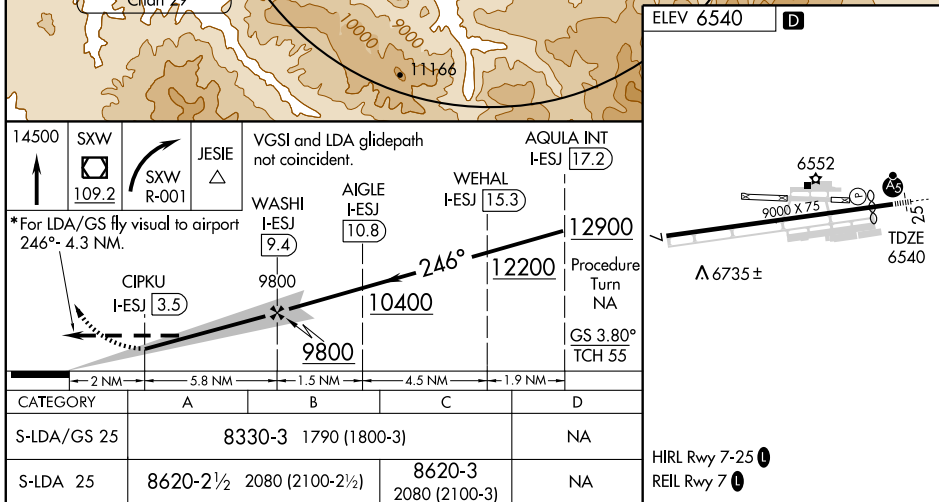 Chart 29
10000
9000
11166
ELEV 6540 D
14500
SXW
109.2
SXW
R-001
JESIE
VGSI and LDA glidepath
not coincident.
AQULA INT
I-ESJ 17.2
WEHAL
I-ESJ 15.3
AIGLE
I-ESJ
10.8
WASHI
I-ESJ
9.4
9800
*For LDA/GS fly visual to airport
246°- 4.3 NM.
CIPKU
I-ESJ 3.5
246°
12900
12200
10400
9800
Procedure
Turn
NA
GS 3.80°
TCH 55
2 NM
5.8 NM
1.5 NM
4.5 NM
1.9 NM
CATEGORY A B C D
S-LDA/GS 25 8330-3 1790 (1800-3) NA
S-LDA 25 8620-2½ 2080 (2100-2½) 8620-3 2080 (2100-3) NA
6552
P
A5
9000 X 75
7
25
TDZE
6540
6735 ±
HIRL Rwy 7-25 L
REIL Rwy 7 L